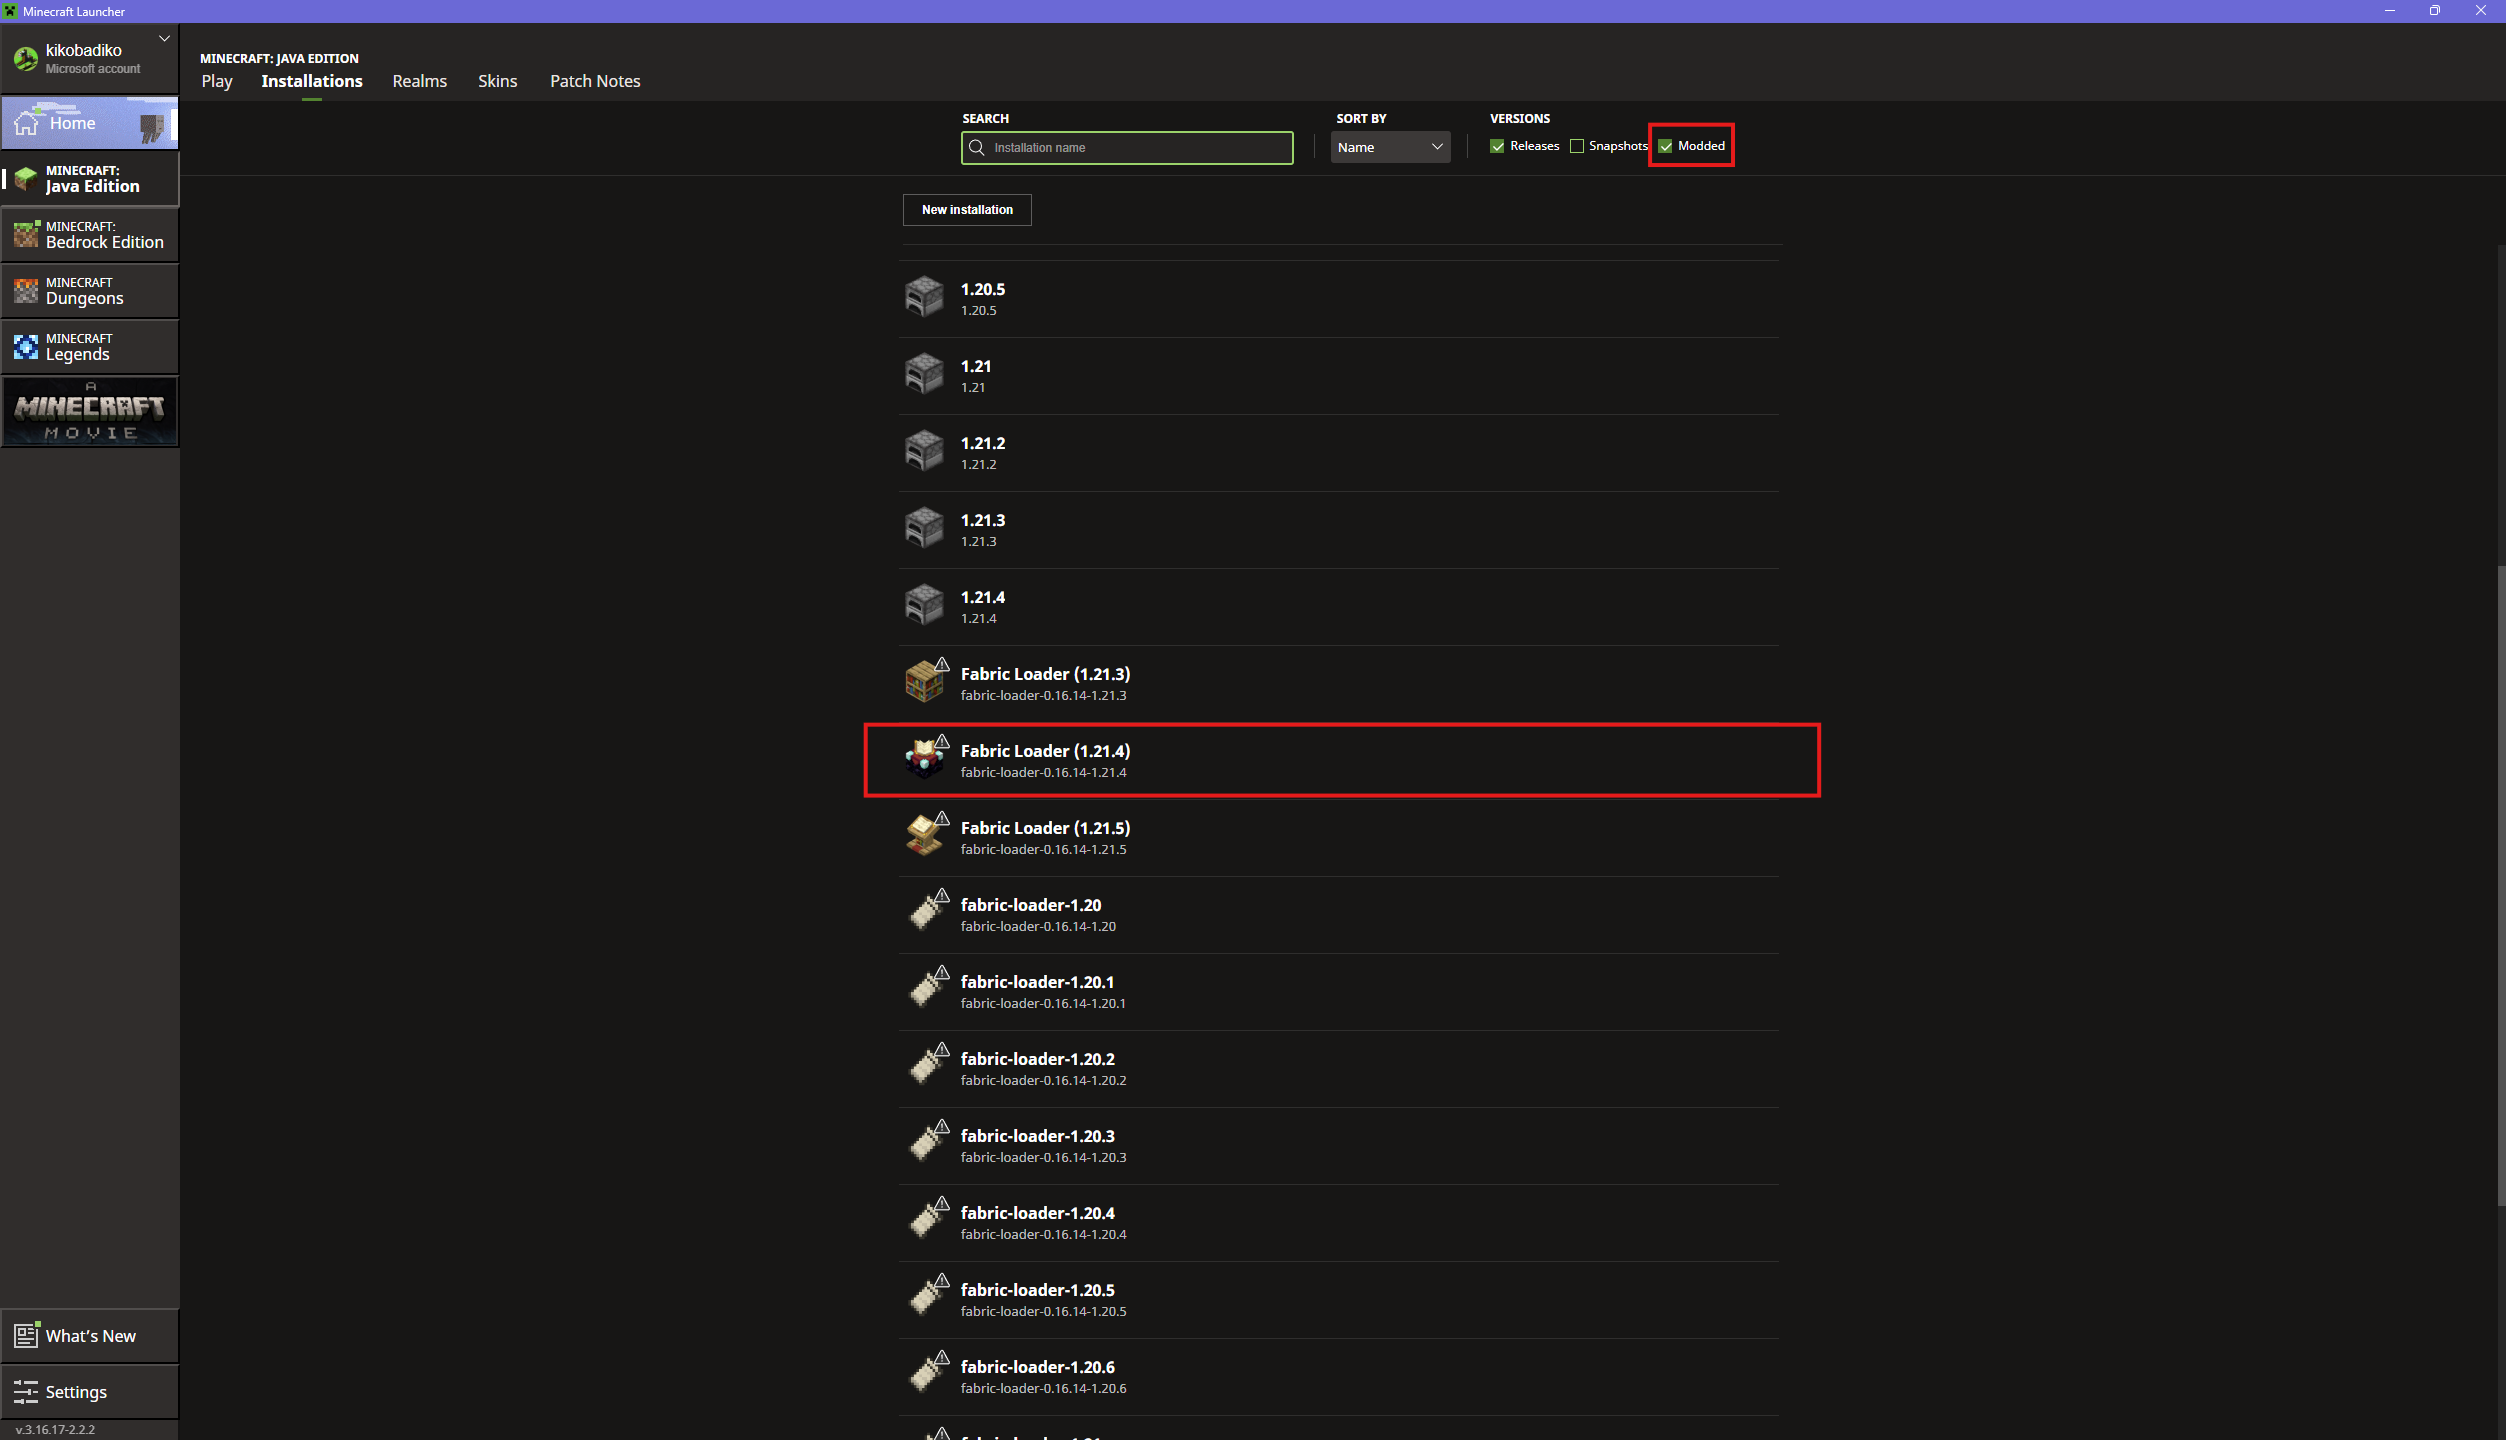 Minecraft Launcher
kikobadiko
Microsoft account
Home
MINECRAFT:
Java Edition
MINECRAFT:
Bedrock Edition
MINECRAFT
Dungeons
MINECRAFT
Legends
A
MINECRAFT
MOVIE
What's New
Settings
v.3.16.17-2.2.2
MINECRAFT: JAVA EDITION
Play Installations Realms Skins Patch Notes
SEARCH SORT BY VERSIONS
Installation name Name Releases Snapshots Modded
New installation
1.20.5
1.20.5
1.21
1.21
1.21.2
1.21.2
1.21.3
1.21.3
1.21.4
1.21.4
Fabric Loader (1.21.3)
fabric-loader-0.16.14-1.21.3
Fabric Loader (1.21.4)
fabric-loader-0.16.14-1.21.4
Fabric Loader (1.21.5)
fabric-loader-0.16.14-1.21.5
fabric-loader-1.20
fabric-loader-0.16.14-1.20
fabric-loader-1.20.1
fabric-loader-0.16.14-1.20.1
fabric-loader-1.20.2
fabric-loader-0.16.14-1.20.2
fabric-loader-1.20.3
fabric-loader-0.16.14-1.20.3
fabric-loader-1.20.4
fabric-loader-0.16.14-1.20.4
fabric-loader-1.20.5
fabric-loader-0.16.14-1.20.5
fabric-loader-1.20.6
fabric-loader-0.16.14-1.20.6